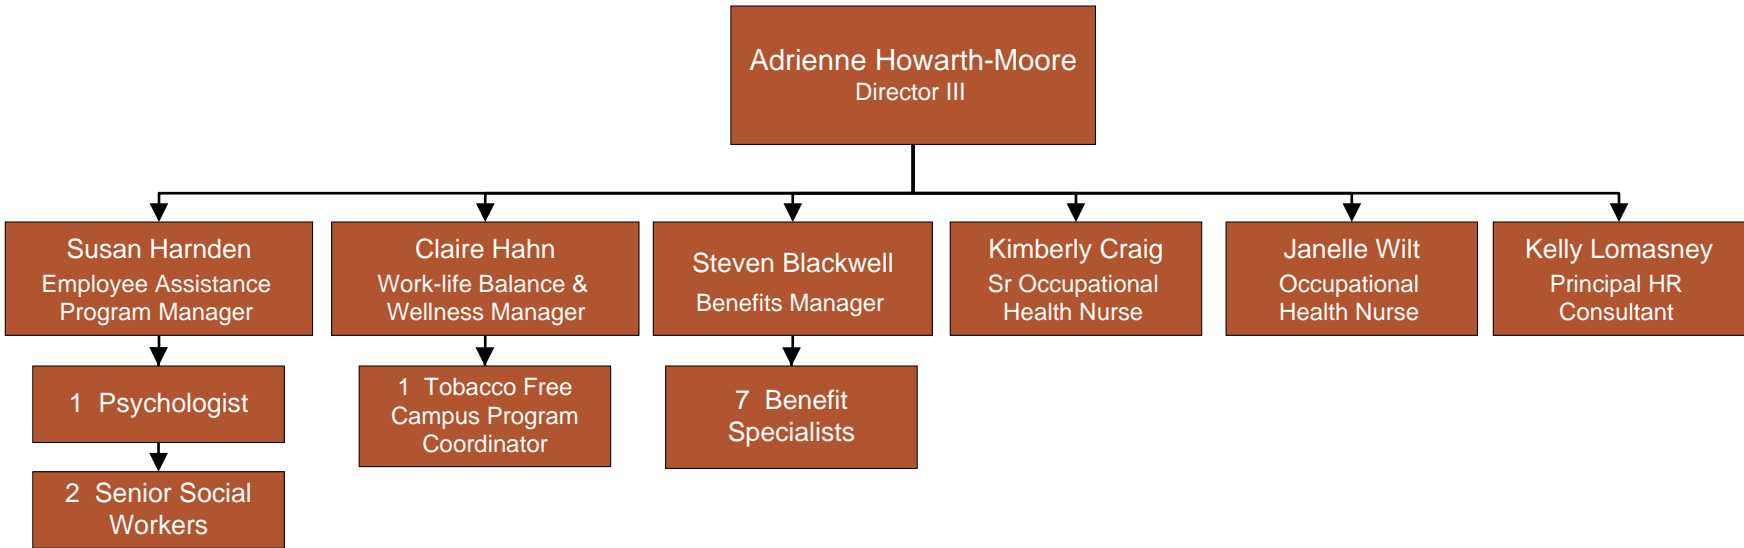 Adrienne Howarth-Moore
Director III
Susan Harnden
Employee Assistance
Program Manager
Claire Hahn
Work-life Balance &
Wellness Manager
Steven Blackwell
Benefits Manager
Kimberly Craig
Sr Occupational
Health Nurse
Janelle Wilt
Occupational
Health Nurse
Kelly Lomasney
Principal HR
Consultant
1 Psychologist
1 Tobacco Free
Campus Program
Coordinator
7 Benefit
Specialists
2 Senior Social
Workers